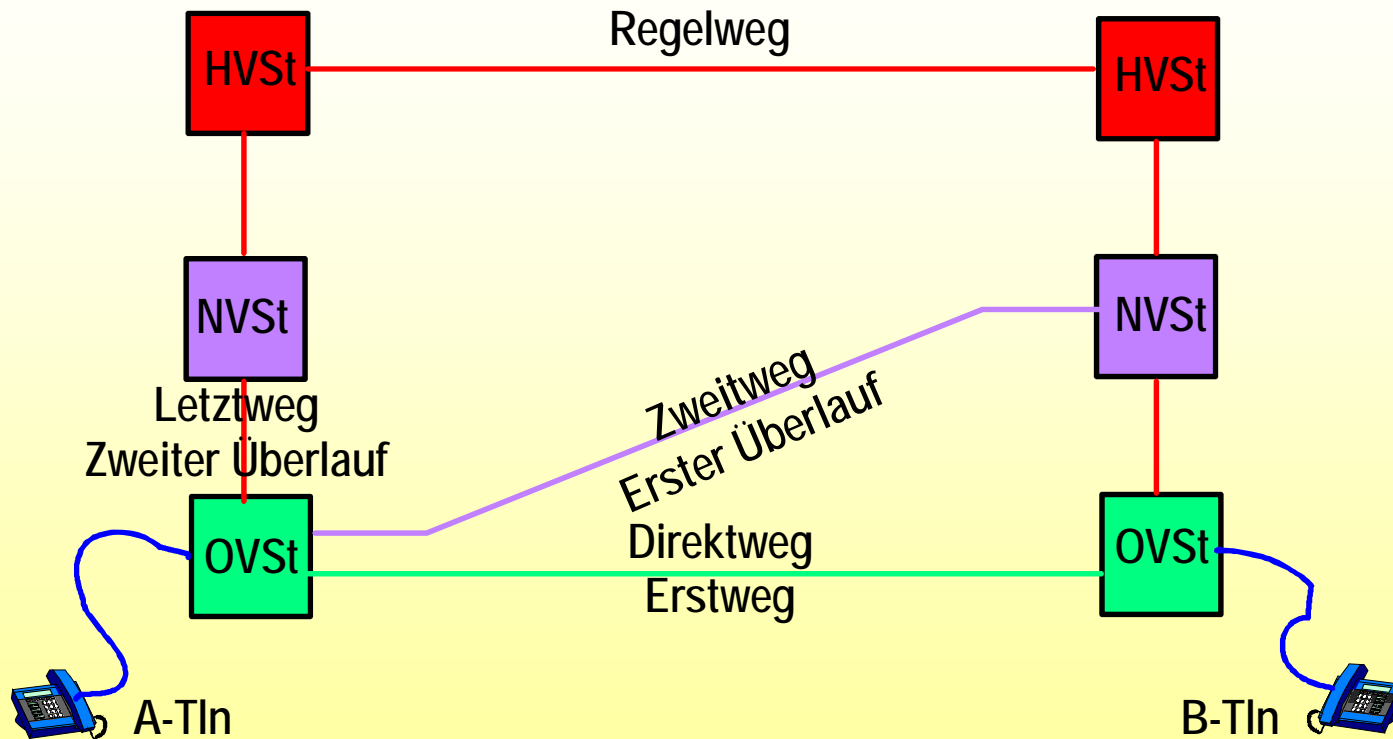 Regelweg
HVSt
HVSt
NVSt
NVSt
Letztweg
Zweiter Überlauf
Zweitweg
Erster Überlauf
OVSt
Direktweg
Erstweg
OVSt
A-Tln
B-Tln